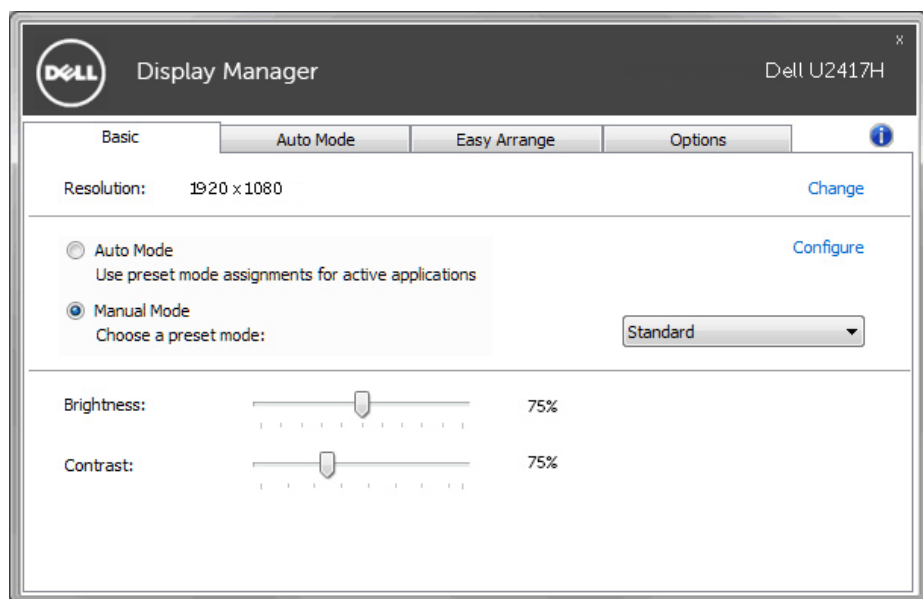 x
DELL Display Manager Dell U2417H
Basic Auto Mode Easy Arrange Options i
Resolution: 1920 x 1080 Change
Auto Mode Configure
Use preset mode assignments for active applications
Manual Mode
Choose a preset mode: Standard
Brightness: 75%
Contrast: 75%